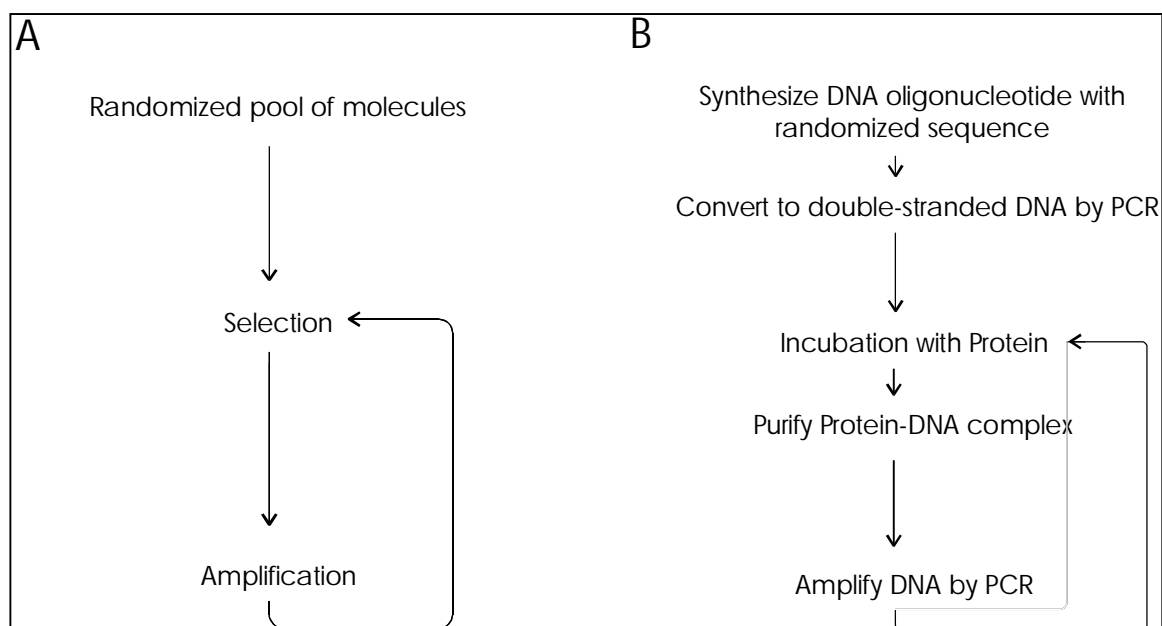 A
Randomized pool of molecules
Selection
Amplification
B
Synthesize DNA oligonucleotide with
randomized sequence
Convert to double-stranded DNA by PCR
Incubation with Protein
Purify Protein-DNA complex
Amplify DNA by PCR